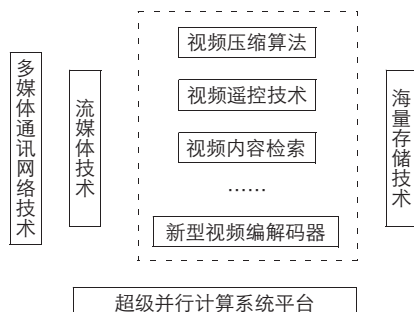 多媒体通讯网络技术
流媒体技术
视频压缩算法
视频遥控技术
视频内容检索
……
新型视频编解码器
海量存储技术
超级并行计算系统平台